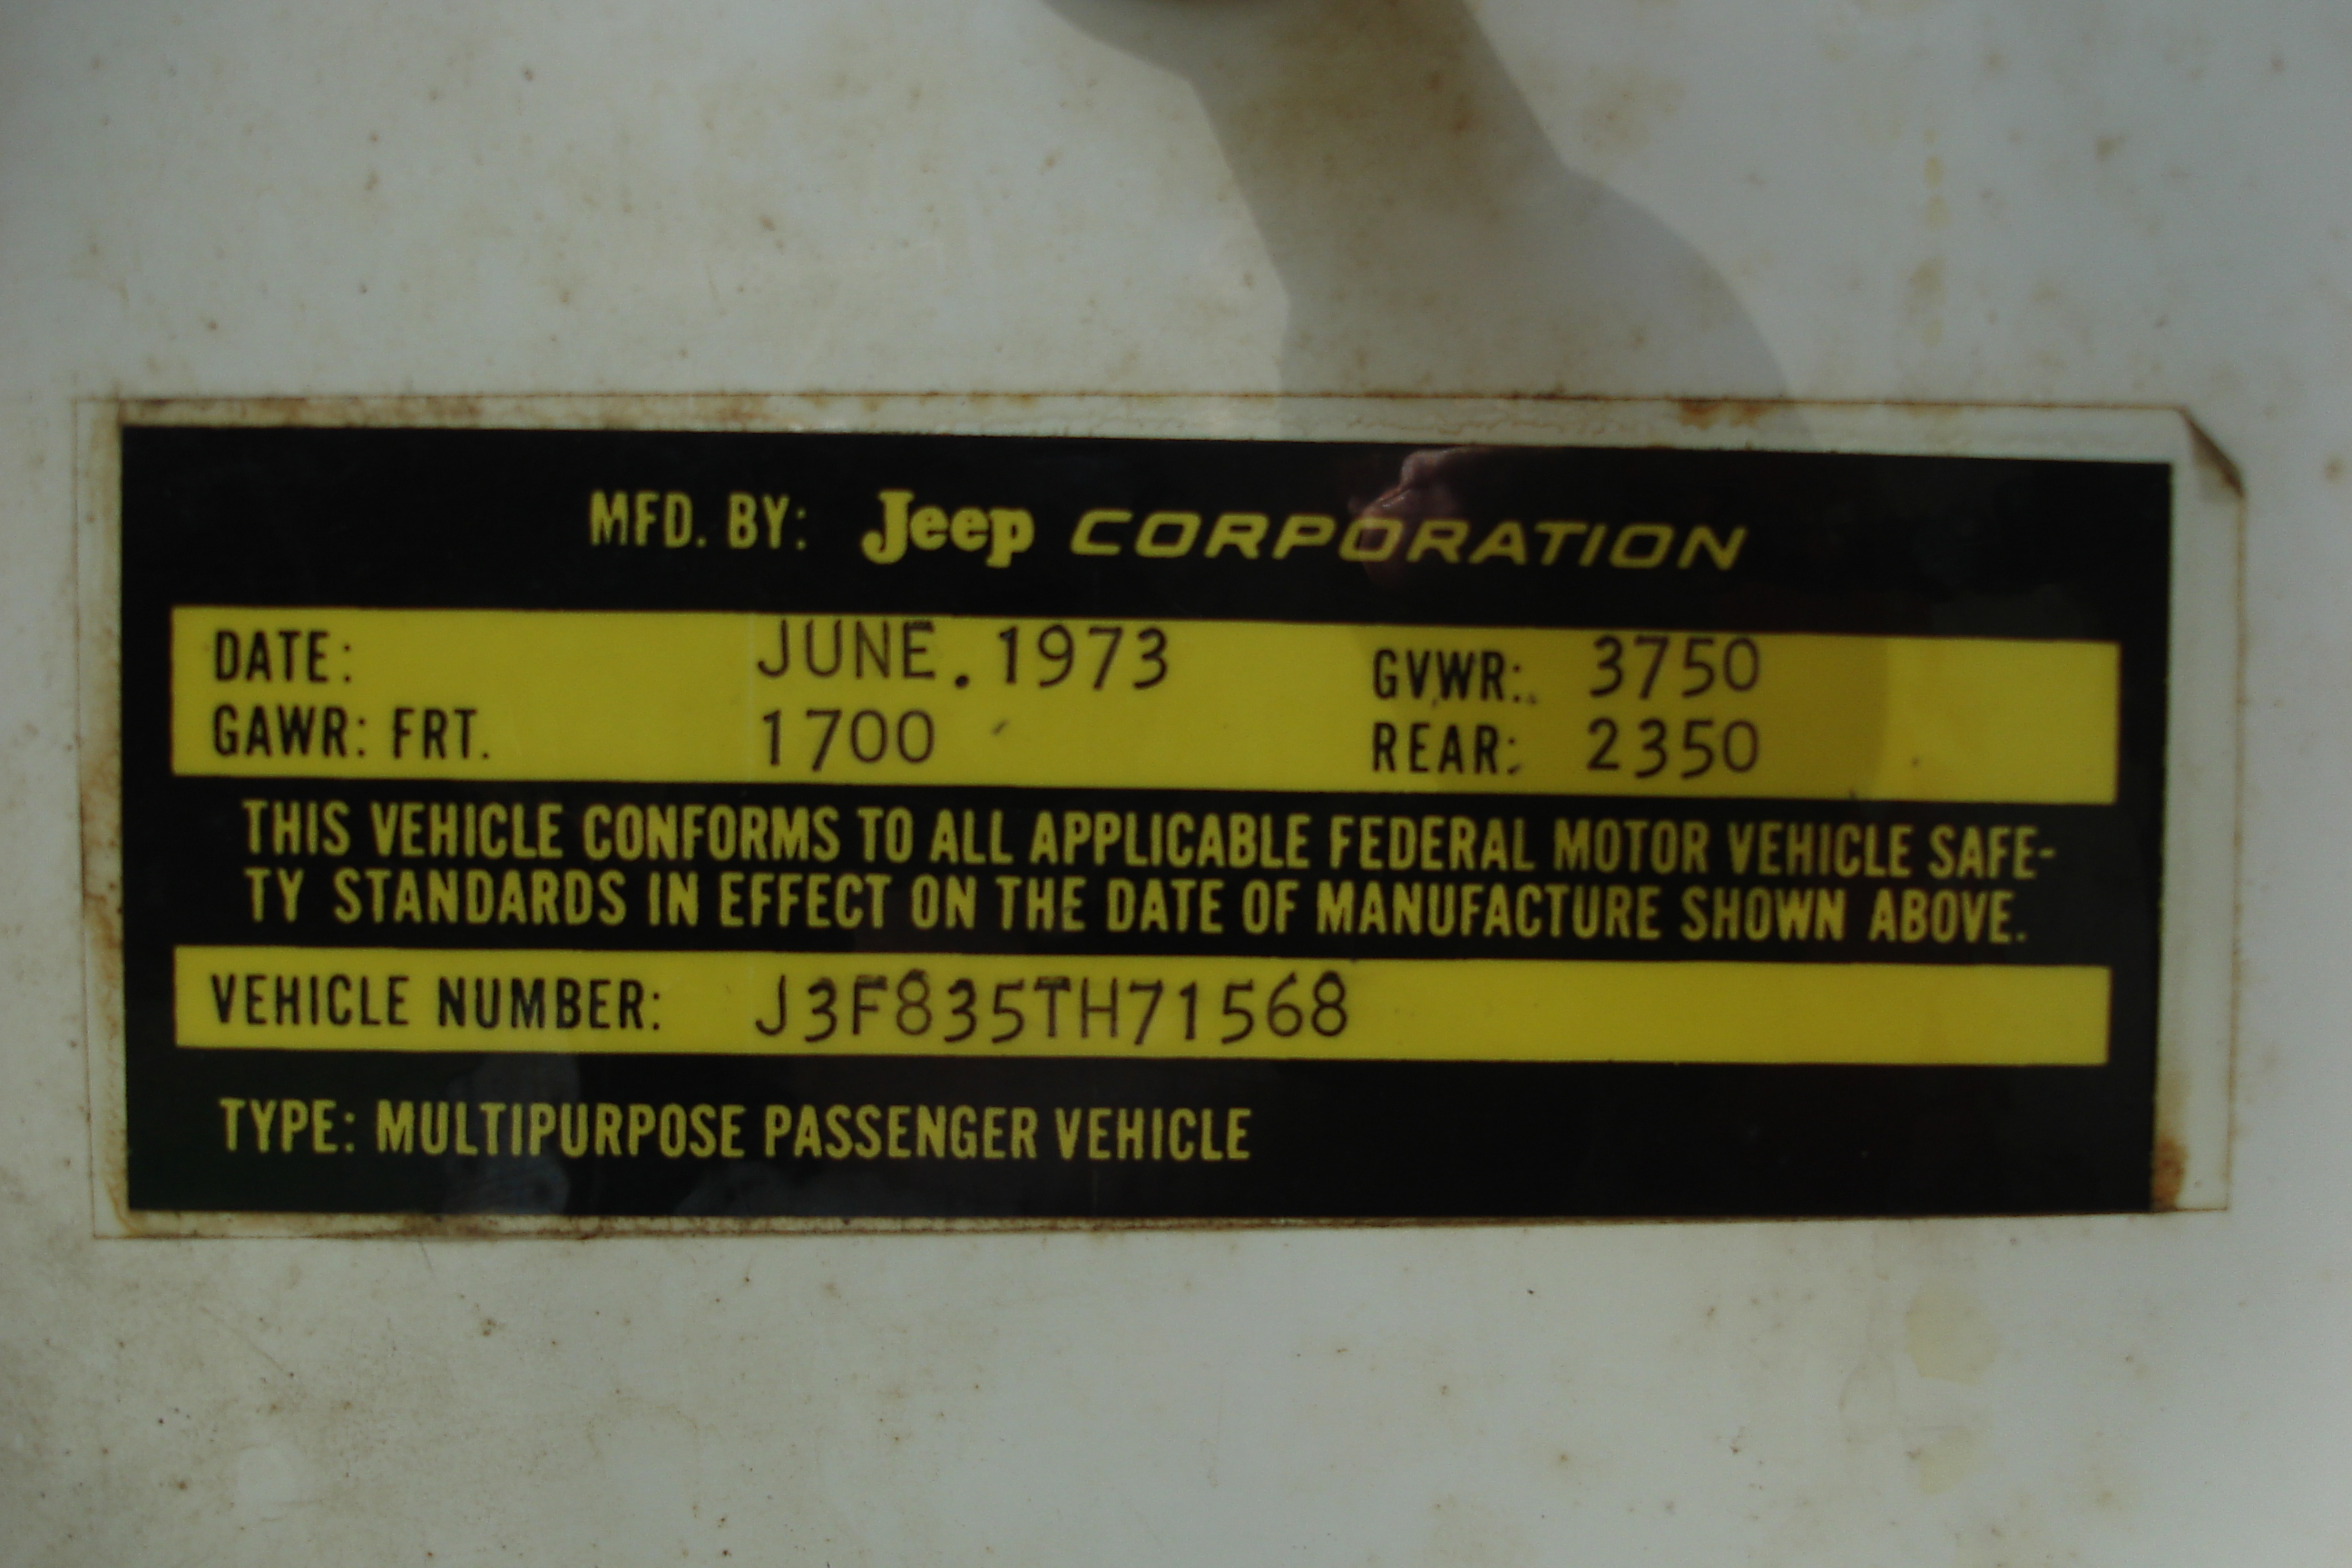 MFD. BY: Jeep CORPORATION
DATE: JUNE.1973 GVWR: 3750
GAWR: FRT. 1700 REAR: 2350
THIS VEHICLE CONFORMS TO ALL APPLICABLE FEDERAL MOTOR VEHICLE SAFE-
TY STANDARDS IN EFFECT ON THE DATE OF MANUFACTURE SHOWN ABOVE.
VEHICLE NUMBER: J3F835TH71568
TYPE: MULTIPURPOSE PASSENGER VEHICLE